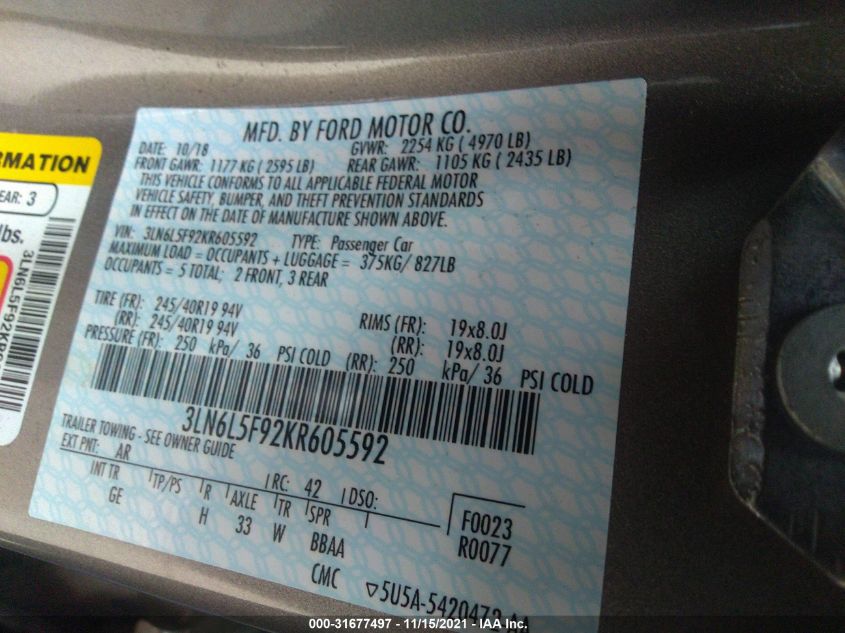 MFD. BY FORD MOTOR CO.
DATE: 10/18 GVWR: 2254 KG ( 4970 LB)
FRONT GAWR: 1177 KG ( 2595 LB) REAR GAWR: 1105 KG ( 2435 LB)
THIS VEHICLE CONFORMS TO ALL APPLICABLE FEDERAL MOTOR
VEHICLE SAFETY, BUMPER, AND THEFT PREVENTION STANDARDS
IN EFFECT ON THE DATE OF MANUFACTURE SHOWN ABOVE.
VIN: 3LN6L5F92KR605592 TYPE: Passenger Car
MAXIMUM LOAD = OCCUPANTS + LUGGAGE = 375KG/ 827LB
OCCUPANTS = 5 TOTAL; 2 FRONT, 3 REAR
TIRE (FR): 245/40R19 94V RIMS (FR): 19x8.0J
(RR): 245/40R19 94V (RR): 19x8.0J
PRESSURE (FR): 250 kPa/ 36 PSI COLD (RR): 250 kPa/ 36 PSI COLD
3LN6L5F92KR605592
TRAILER TOWING - SEE OWNER GUIDE
EXT PNT: AR RC: 42 DSO:
INT TR TP/PS R AXLE TR SPR F0023
GE H 33 W BBAA R0077
CMC
5U5A-5420472-AA
RMATION
EAR: 3
lbs.
3LN6L5F92K
000-31677497 - 11/15/2021 - IAA Inc.